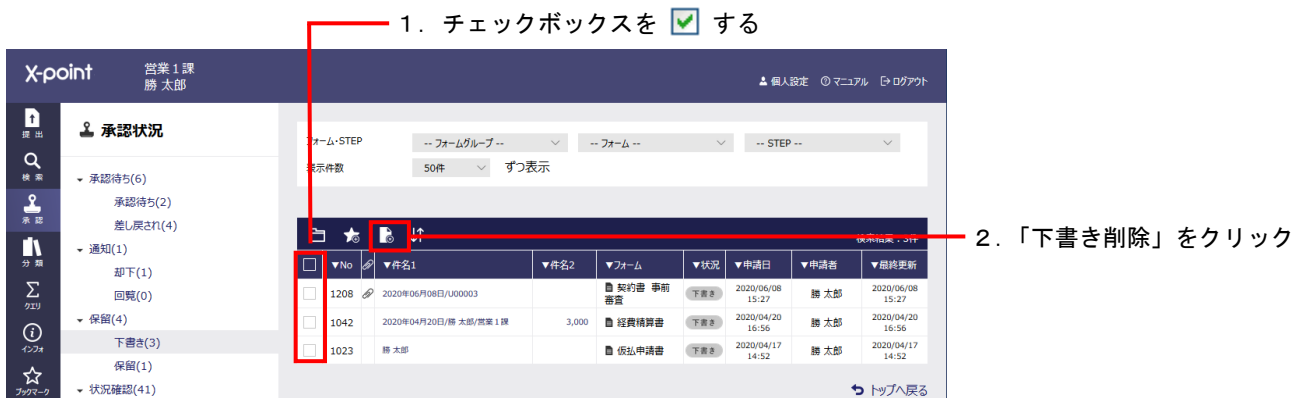 １．チェックボックスを する
X-point
営業１課
勝 太郎
個人設定 マニュアル ログアウト
提出
検索
承認
分類
クエリ
インフォ
ブックマーク
承認状況
承認待ち(6)
承認待ち(2)
差し戻され(4)
通知(1)
却下(1)
回覧(0)
保留(4)
下書き(3)
保留(1)
状況確認(41)
フォーム・STEP -- フォームグループ -- -- フォーム -- -- STEP --
表示件数 50件 ずつ表示
検索結果：3件
２．「下書き削除」をクリック
▼No ▼件名1 ▼件名2 ▼フォーム ▼状況 ▼申請日 ▼申請者 ▼最終更新
1208 2020年06月08日/U00003 契約書 事前審査 下書き 2020/06/08 15:27 勝 太郎 2020/06/08 15:27
1042 2020年04月20日/勝 太郎/営業１課 3,000 経費精算書 下書き 2020/04/20 16:56 勝 太郎 2020/04/20 16:56
1023 勝 太郎 仮払申請書 下書き 2020/04/17 14:52 勝 太郎 2020/04/17 14:52
トップへ戻る